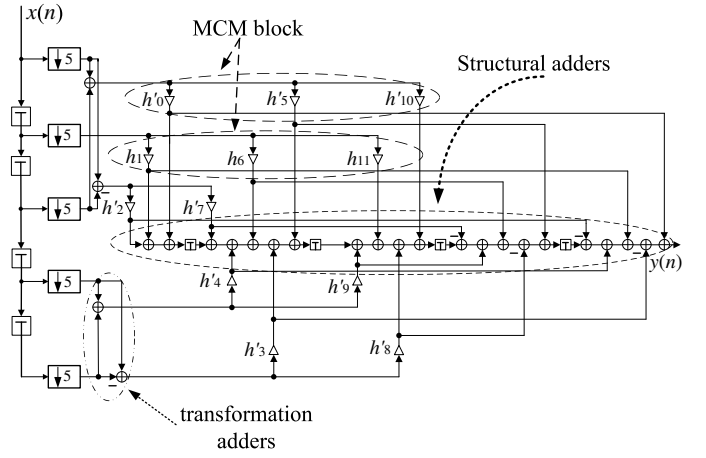 x(n)
MCM block
↓5
h'0
h'5
h'10
Structural adders
T
↓5
h1
h6
h11
T
−
↓5
h'2
h'7
T
T
T
−
T
−
−
−
y(n)
T
↓5
h'4
h'9
T
h'3
h'8
↓5
−
transformation
adders